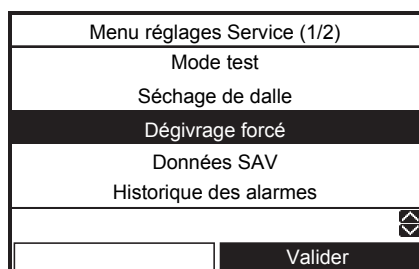 Menu réglages Service (1/2)
Mode test
Séchage de dalle
Dégivrage forcé
Données SAV
Historique des alarmes
Valider